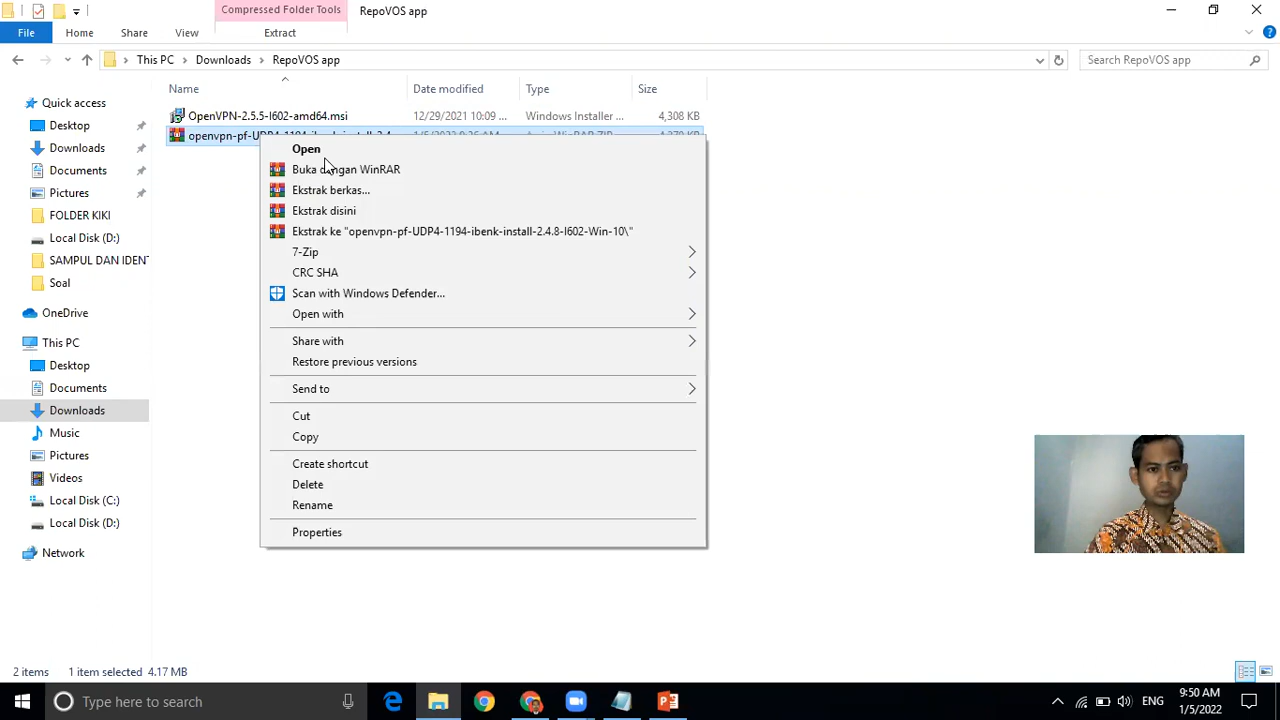 Compressed Folder Tools
RepoVOS app
File
Home
Share
View
Extract
This PC
Downloads
RepoVOS app
Search RepoVOS app
Name
Date modified
Type
Size
OpenVPN-2.5.5-I602-amd64.msi
12/29/2021 10:09 ...
Windows Installer ...
4,308 KB
Quick access
Desktop
Downloads
Documents
Pictures
FOLDER KIKI
Local Disk (D:)
SAMPUL DAN IDENT
Soal
OneDrive
This PC
Desktop
Documents
Downloads
Music
Pictures
Videos
Local Disk (C:)
Local Disk (D:)
Network
Open
Buka dengan WinRAR
Ekstrak berkas...
Ekstrak disini
Ekstrak ke "openvpn-pf-UDP4-1194-ibenk-install-2.4.8-I602-Win-10\"
7-Zip
CRC SHA
Scan with Windows Defender...
Open with
Share with
Restore previous versions
Send to
Cut
Copy
Create shortcut
Delete
Rename
Properties
2 items
1 item selected 4.17 MB
Type here to search
ENG
9:50 AM
1/5/2022